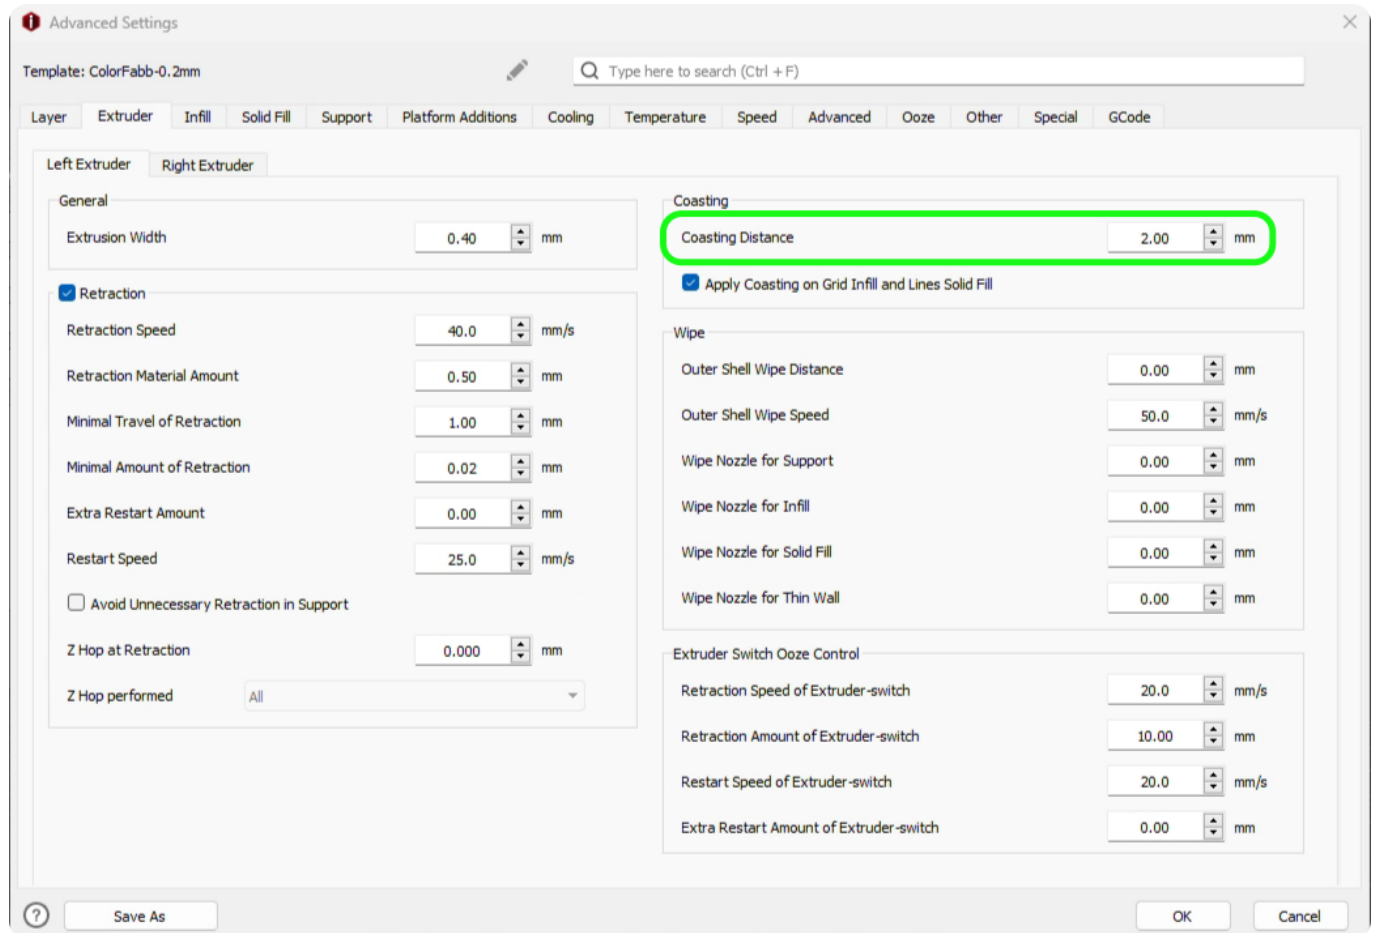 Advanced Settings
Template: ColorFabb-0.2mm
Type here to search (Ctrl +F)
Layer Extruder Infill Solid Fill Support Platform Additions Cooling Temperature Speed Advanced Ooze Other Special GCode
Left Extruder Right Extruder
General
Extrusion Width 0.40 mm
Retraction
Retraction Speed 40.0 mm/s
Retraction Material Amount 0.50 mm
Minimal Travel of Retraction 1.00 mm
Minimal Amount of Retraction 0.02 mm
Extra Restart Amount 0.00 mm
Restart Speed 25.0 mm/s
Avoid Unnecessary Retraction in Support
Z Hop at Retraction 0.000 mm
Z Hop performed All
Coasting
Coasting Distance 2.00 mm
Apply Coasting on Grid Infill and Lines Solid Fill
Wipe
Outer Shell Wipe Distance 0.00 mm
Outer Shell Wipe Speed 50.0 mm/s
Wipe Nozzle for Support 0.00 mm
Wipe Nozzle for Infill 0.00 mm
Wipe Nozzle for Solid Fill 0.00 mm
Wipe Nozzle for Thin Wall 0.00 mm
Extruder Switch Ooze Control
Retraction Speed of Extruder-switch 20.0 mm/s
Retraction Amount of Extruder-switch 10.00 mm
Restart Speed of Extruder-switch 20.0 mm/s
Extra Restart Amount of Extruder-switch 0.00 mm
? Save As OK Cancel